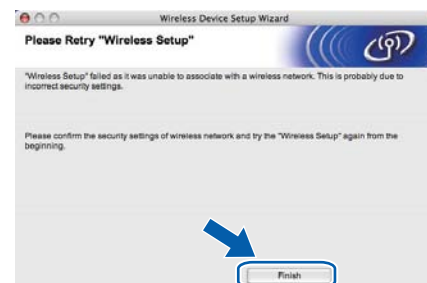 Wireless Device Setup Wizard
Please Retry "Wireless Setup"
"Wireless Setup" failed as it was unable to associate with a wireless network. This is probably due to
incorrect security settings.
Please confirm the security settings of wireless network and try the "Wireless Setup" again from the
beginning.
Finish